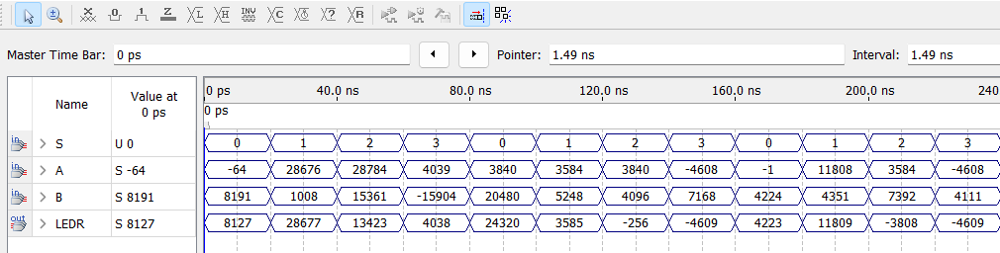 Master Time Bar: 0 ps Pointer: 1.49 ns Interval: 1.49 ns
Name Value at 0 ps
0 ps 40.0 ns 80.0 ns 120.0 ns 160.0 ns 200.0 ns 240
0 ps
S U 0 0 1 2 3 0 1 2 3 0 1 2 3
A S -64 -64 28676 28784 4039 3840 3584 3840 -4608 -1 11808 3584 -4608
B S 8191 8191 1008 15361 -15904 20480 5248 4096 7168 4224 4351 7392 4111
LEDR S 8127 8127 28677 13423 4038 24320 3585 -256 -4609 4223 11809 -3808 -4609